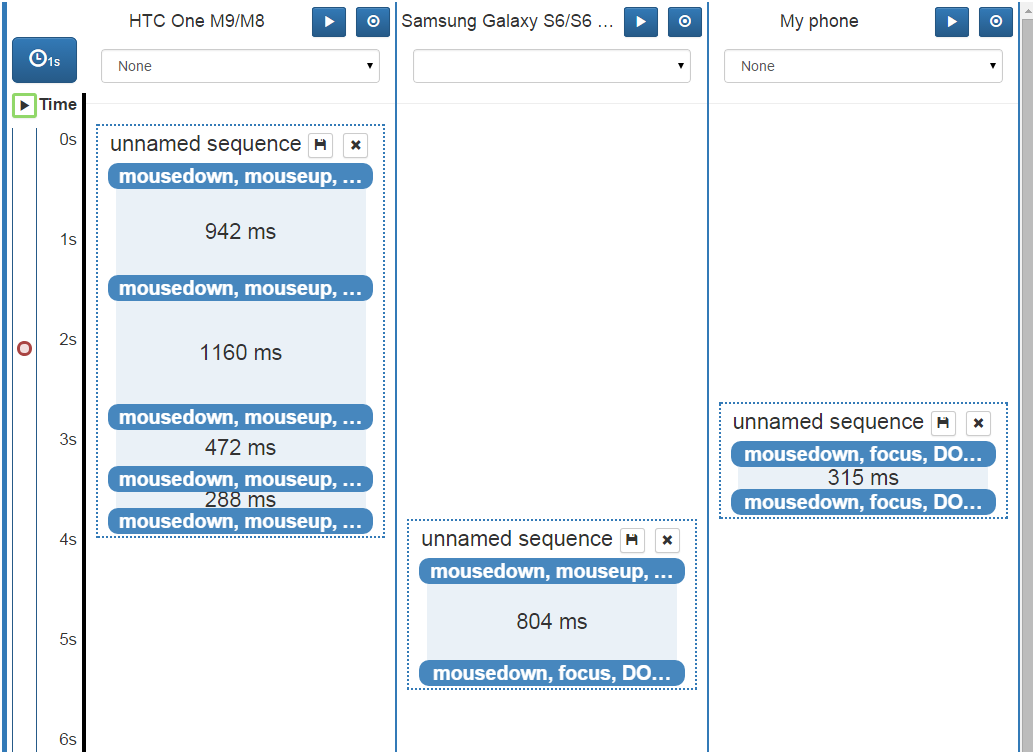 HTC One M9/M8
Samsung Galaxy S6/S6 ...
My phone
1s
None
None
Time
0s
1s
2s
3s
4s
5s
6s
unnamed sequence
mousedown, mouseup, ...
942 ms
mousedown, mouseup, ...
1160 ms
mousedown, mouseup, ...
472 ms
mousedown, mouseup, ...
288 ms
mousedown, mouseup, ...
unnamed sequence
mousedown, mouseup, ...
804 ms
mousedown, focus, DO...
unnamed sequence
mousedown, focus, DO...
315 ms
mousedown, focus, DO...